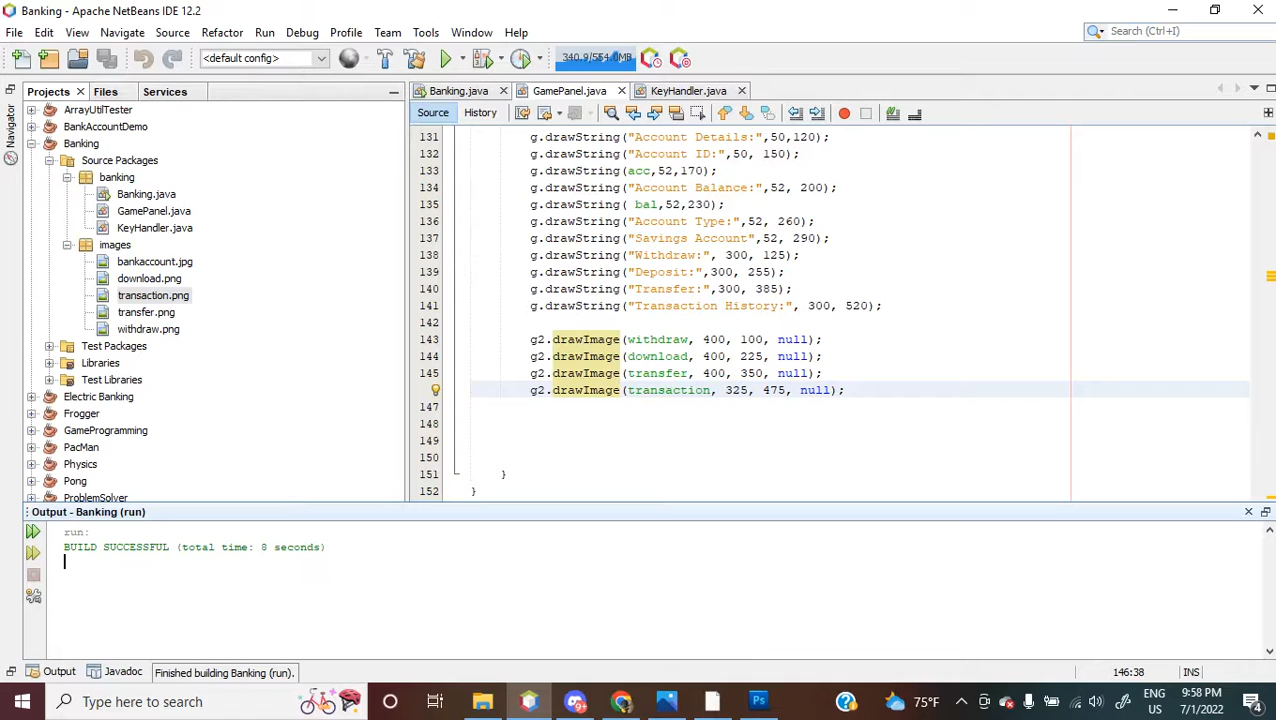 Banking - Apache NetBeans IDE 12.2
File Edit View Navigate Source Refactor Run Debug Profile Team Tools Window Help
Search (Ctrl+I)
<default config>
340.9/554.0MB
Projects Files Services
Banking.java GamePanel.java KeyHandler.java
Source History
Navigator
ArrayUtilTester
BankAccountDemo
Banking
Source Packages
banking
Banking.java
GamePanel.java
KeyHandler.java
images
bankaccount.jpg
download.png
transaction.png
transfer.png
withdraw.png
Test Packages
Libraries
Test Libraries
Electric Banking
Frogger
GameProgramming
PacMan
Physics
Pong
ProblemSolver
131 g.drawString("Account Details:",50,120);
132 g.drawString("Account ID:",50, 150);
133 g.drawString(acc,52,170);
134 g.drawString("Account Balance:",52, 200);
135 g.drawString( bal,52,230);
136 g.drawString("Account Type:",52, 260);
137 g.drawString("Savings Account",52, 290);
138 g.drawString("Withdraw:", 300, 125);
139 g.drawString("Deposit:",300, 255);
140 g.drawString("Transfer:",300, 385);
141 g.drawString("Transaction History:", 300, 520);
142
143 g2.drawImage(withdraw, 400, 100, null);
144 g2.drawImage(download, 400, 225, null);
145 g2.drawImage(transfer, 400, 350, null);
g2.drawImage(transaction, 325, 475, null);
147
148
149
150
151 }
152 }
Output - Banking (run)
run:
BUILD SUCCESSFUL (total time: 8 seconds)
Output Javadoc Finished building Banking (run).
146:38 INS
Type here to search
Ps
75°F
ENG
US
9:58 PM
7/1/2022
4